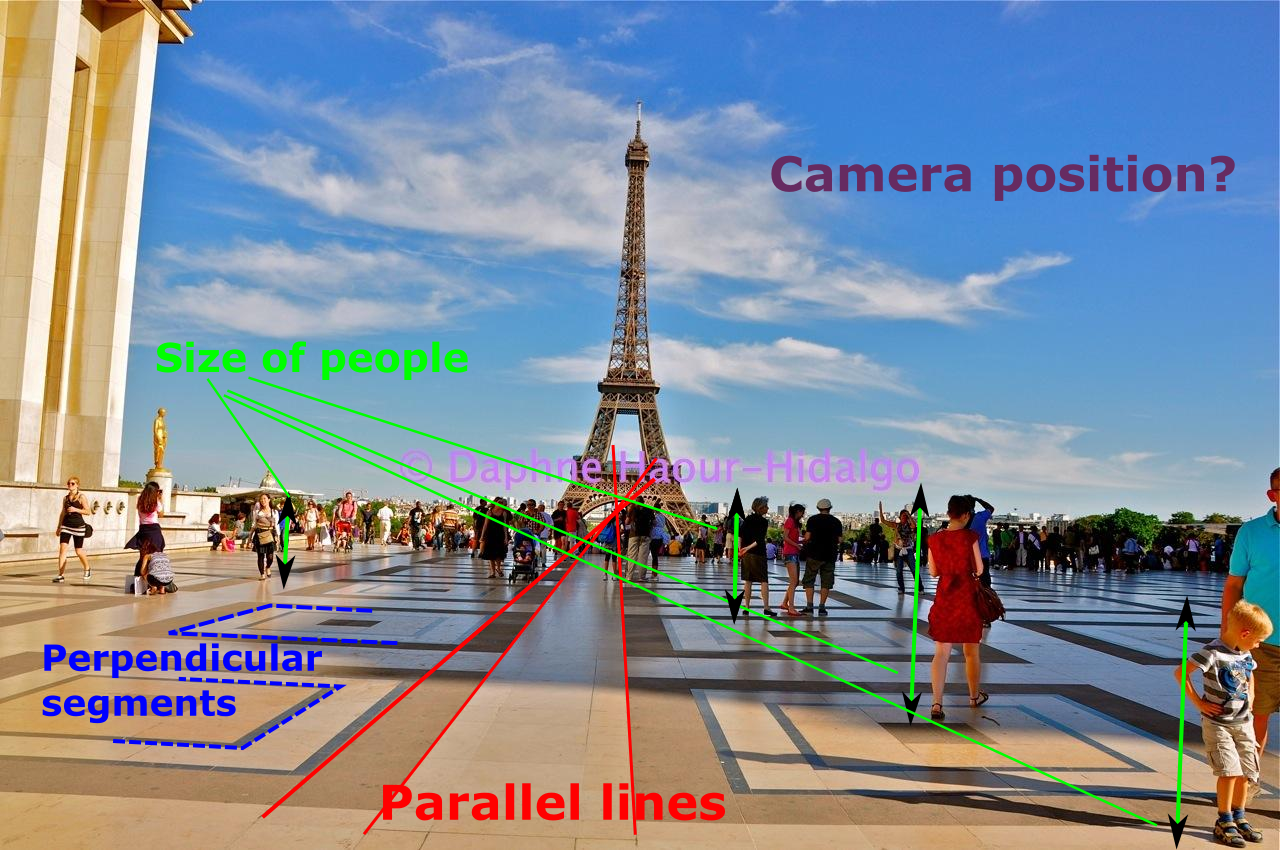 Camera position?
Size of people
© Daphne Haour-Hidalgo
Perpendicular
segments
Parallel lines